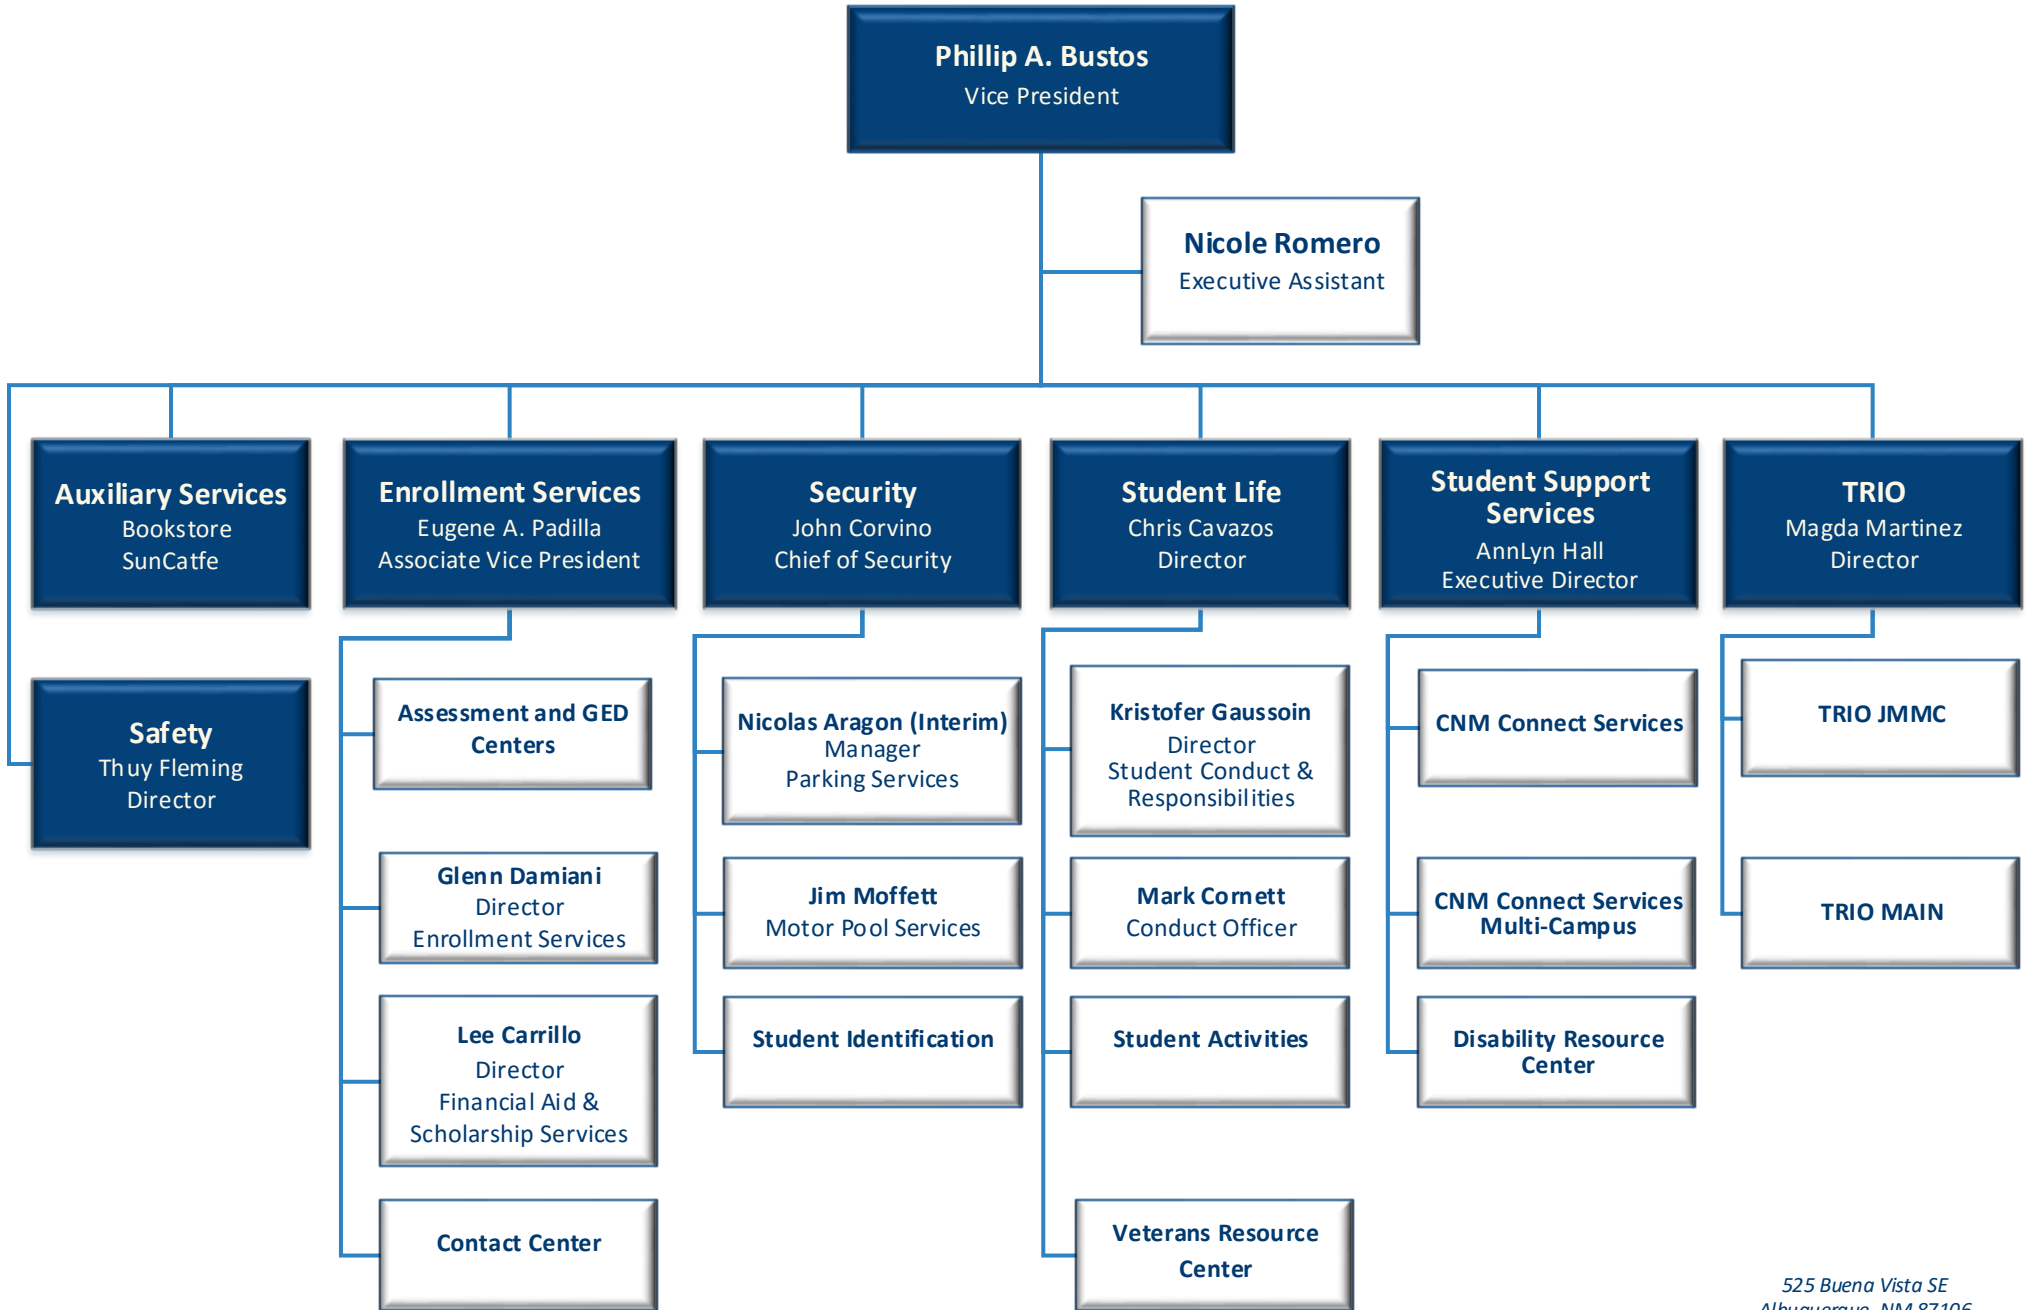 Phillip A. Bustos
Vice President
Nicole Romero
Executive Assistant
Auxiliary Services
Bookstore
SunCatfe
Enrollment Services
Eugene A. Padilla
Associate Vice President
Security
John Corvino
Chief of Security
Student Life
Chris Cavazos
Director
Student Support
Services
AnnLyn Hall
Executive Director
TRIO
Magda Martinez
Director
Safety
Thuy Fleming
Director
Assessment and GED
Centers
Glenn Damiani
Director
Enrollment Services
Lee Carrillo
Director
Financial Aid &
Scholarship Services
Contact Center
Nicolas Aragon (Interim)
Manager
Parking Services
Jim Moffett
Motor Pool Services
Student Identification
Kristofer Gaussoin
Director
Student Conduct &
Responsibilities
Mark Cornett
Conduct Officer
Student Activities
Veterans Resource
Center
CNM Connect Services
CNM Connect Services
Multi-Campus
Disability Resource
Center
TRIO JMMC
TRIO MAIN
525 Buena Vista SE
Albuquerque, NM 87106